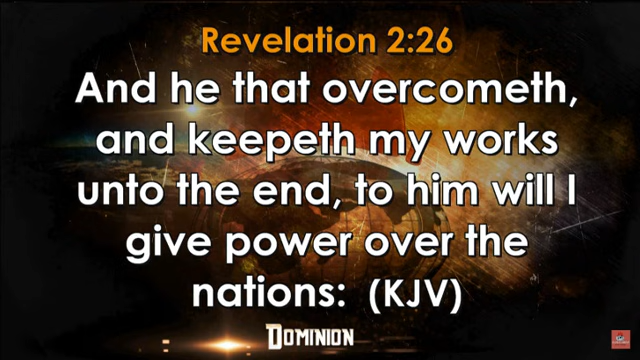 Revelation 2:26
And he that overcometh,
and keepeth my works
unto the end, to him will I
give power over the
nations: (KJV)
DOMINION